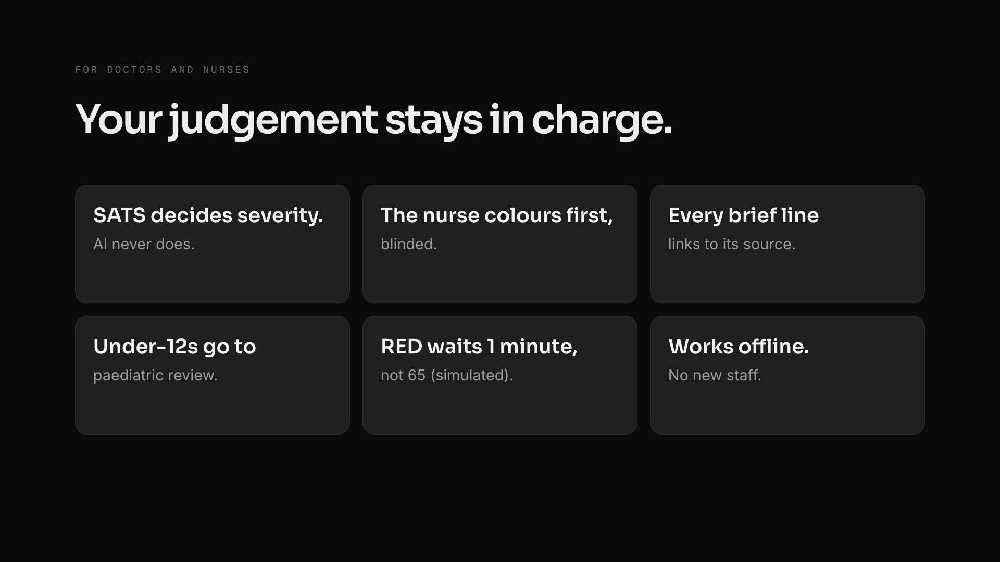 FOR DOCTORS AND NURSES
Your judgement stays in charge.
SATS decides severity.
AI never does.
The nurse colours first,
blinded.
Every brief line
links to its source.
Under-12s go to
paediatric review.
RED waits 1 minute,
not 65 (simulated).
Works offline.
No new staff.